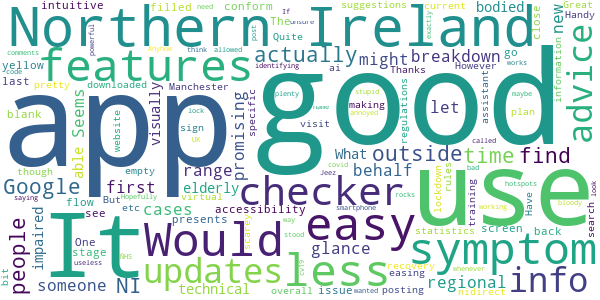 intuitive filled conform suggestions current bodied new Great Handy
Northern Ireland
If need post exactly
comments powerful code unsure allowed
features actually might breakdown go close
yellow downloaded Quite The
last pretty Anyhow think works
blank identifying
Seems able visually Manchester However ai Thanks
app good advice
website lock UK sign specific making assistant let maybe plan
though empty visit regulations information
Google promising outside time find
range What behalf
flow first elderly virtual
But etc
saying
checker use
people see cases accessibility
It Would easy symptom
One stage presents glance
bit impaired
useless NHS
someone NI updates less regional info
technical overall issue
scares may stood
covid called bad
Jeez rocks smartphone
stupid plenty annoyed
lockdown rules training Have
hotspots search look
working bloody
statistics screen back
recovery easing posting
whenever nidirect
Hopefully wanted